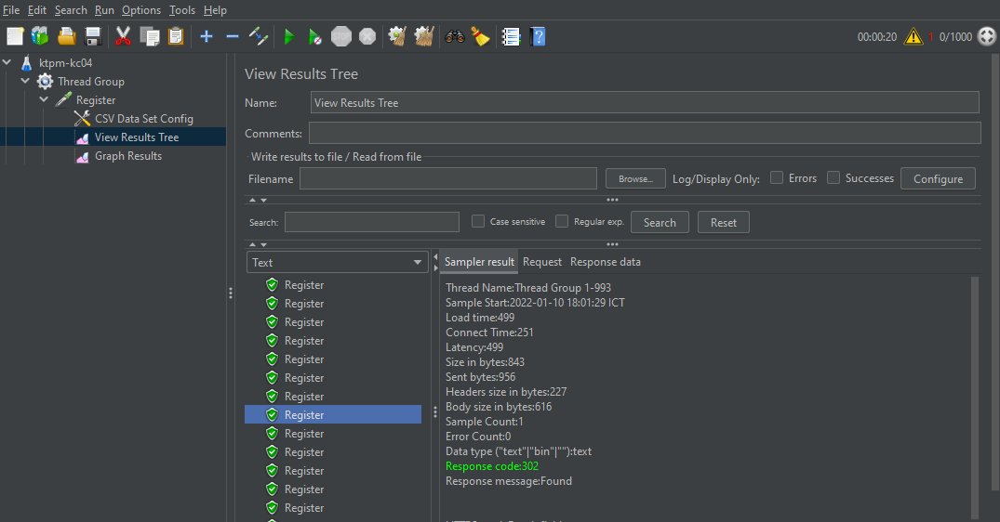 File Edit Search Run Options Tools Help
00:00:20 1 0/1000
ktpm-kc04
Thread Group
Register
CSV Data Set Config
View Results Tree
Graph Results
View Results Tree
Name: View Results Tree
Comments:
Write results to file / Read from file
Filename Browse... Log/Display Only: Errors Successes Configure
Search: Case sensitive Regular exp. Search Reset
Text
Register
Register
Register
Register
Register
Register
Register
Register
Register
Register
Register
Register
Register
Sampler result Request Response data
Thread Name:Thread Group 1-993
Sample Start:2022-01-10 18:01:29 ICT
Load time:499
Connect Time:251
Latency:499
Size in bytes:843
Sent bytes:956
Headers size in bytes:227
Body size in bytes:616
Sample Count:1
Error Count:0
Data type ("text"|"bin"|""):text
Response code:302
Response message:Found